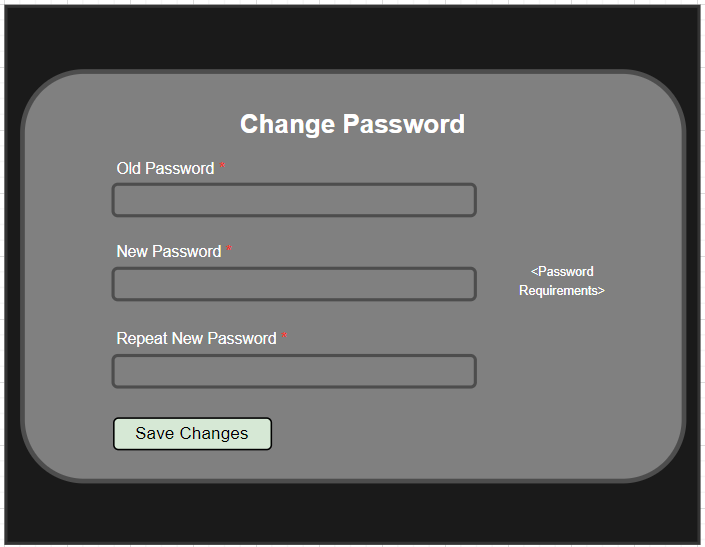 Change Password
Old Password *
New Password *
<Password
Requirements>
Repeat New Password *
Save Changes